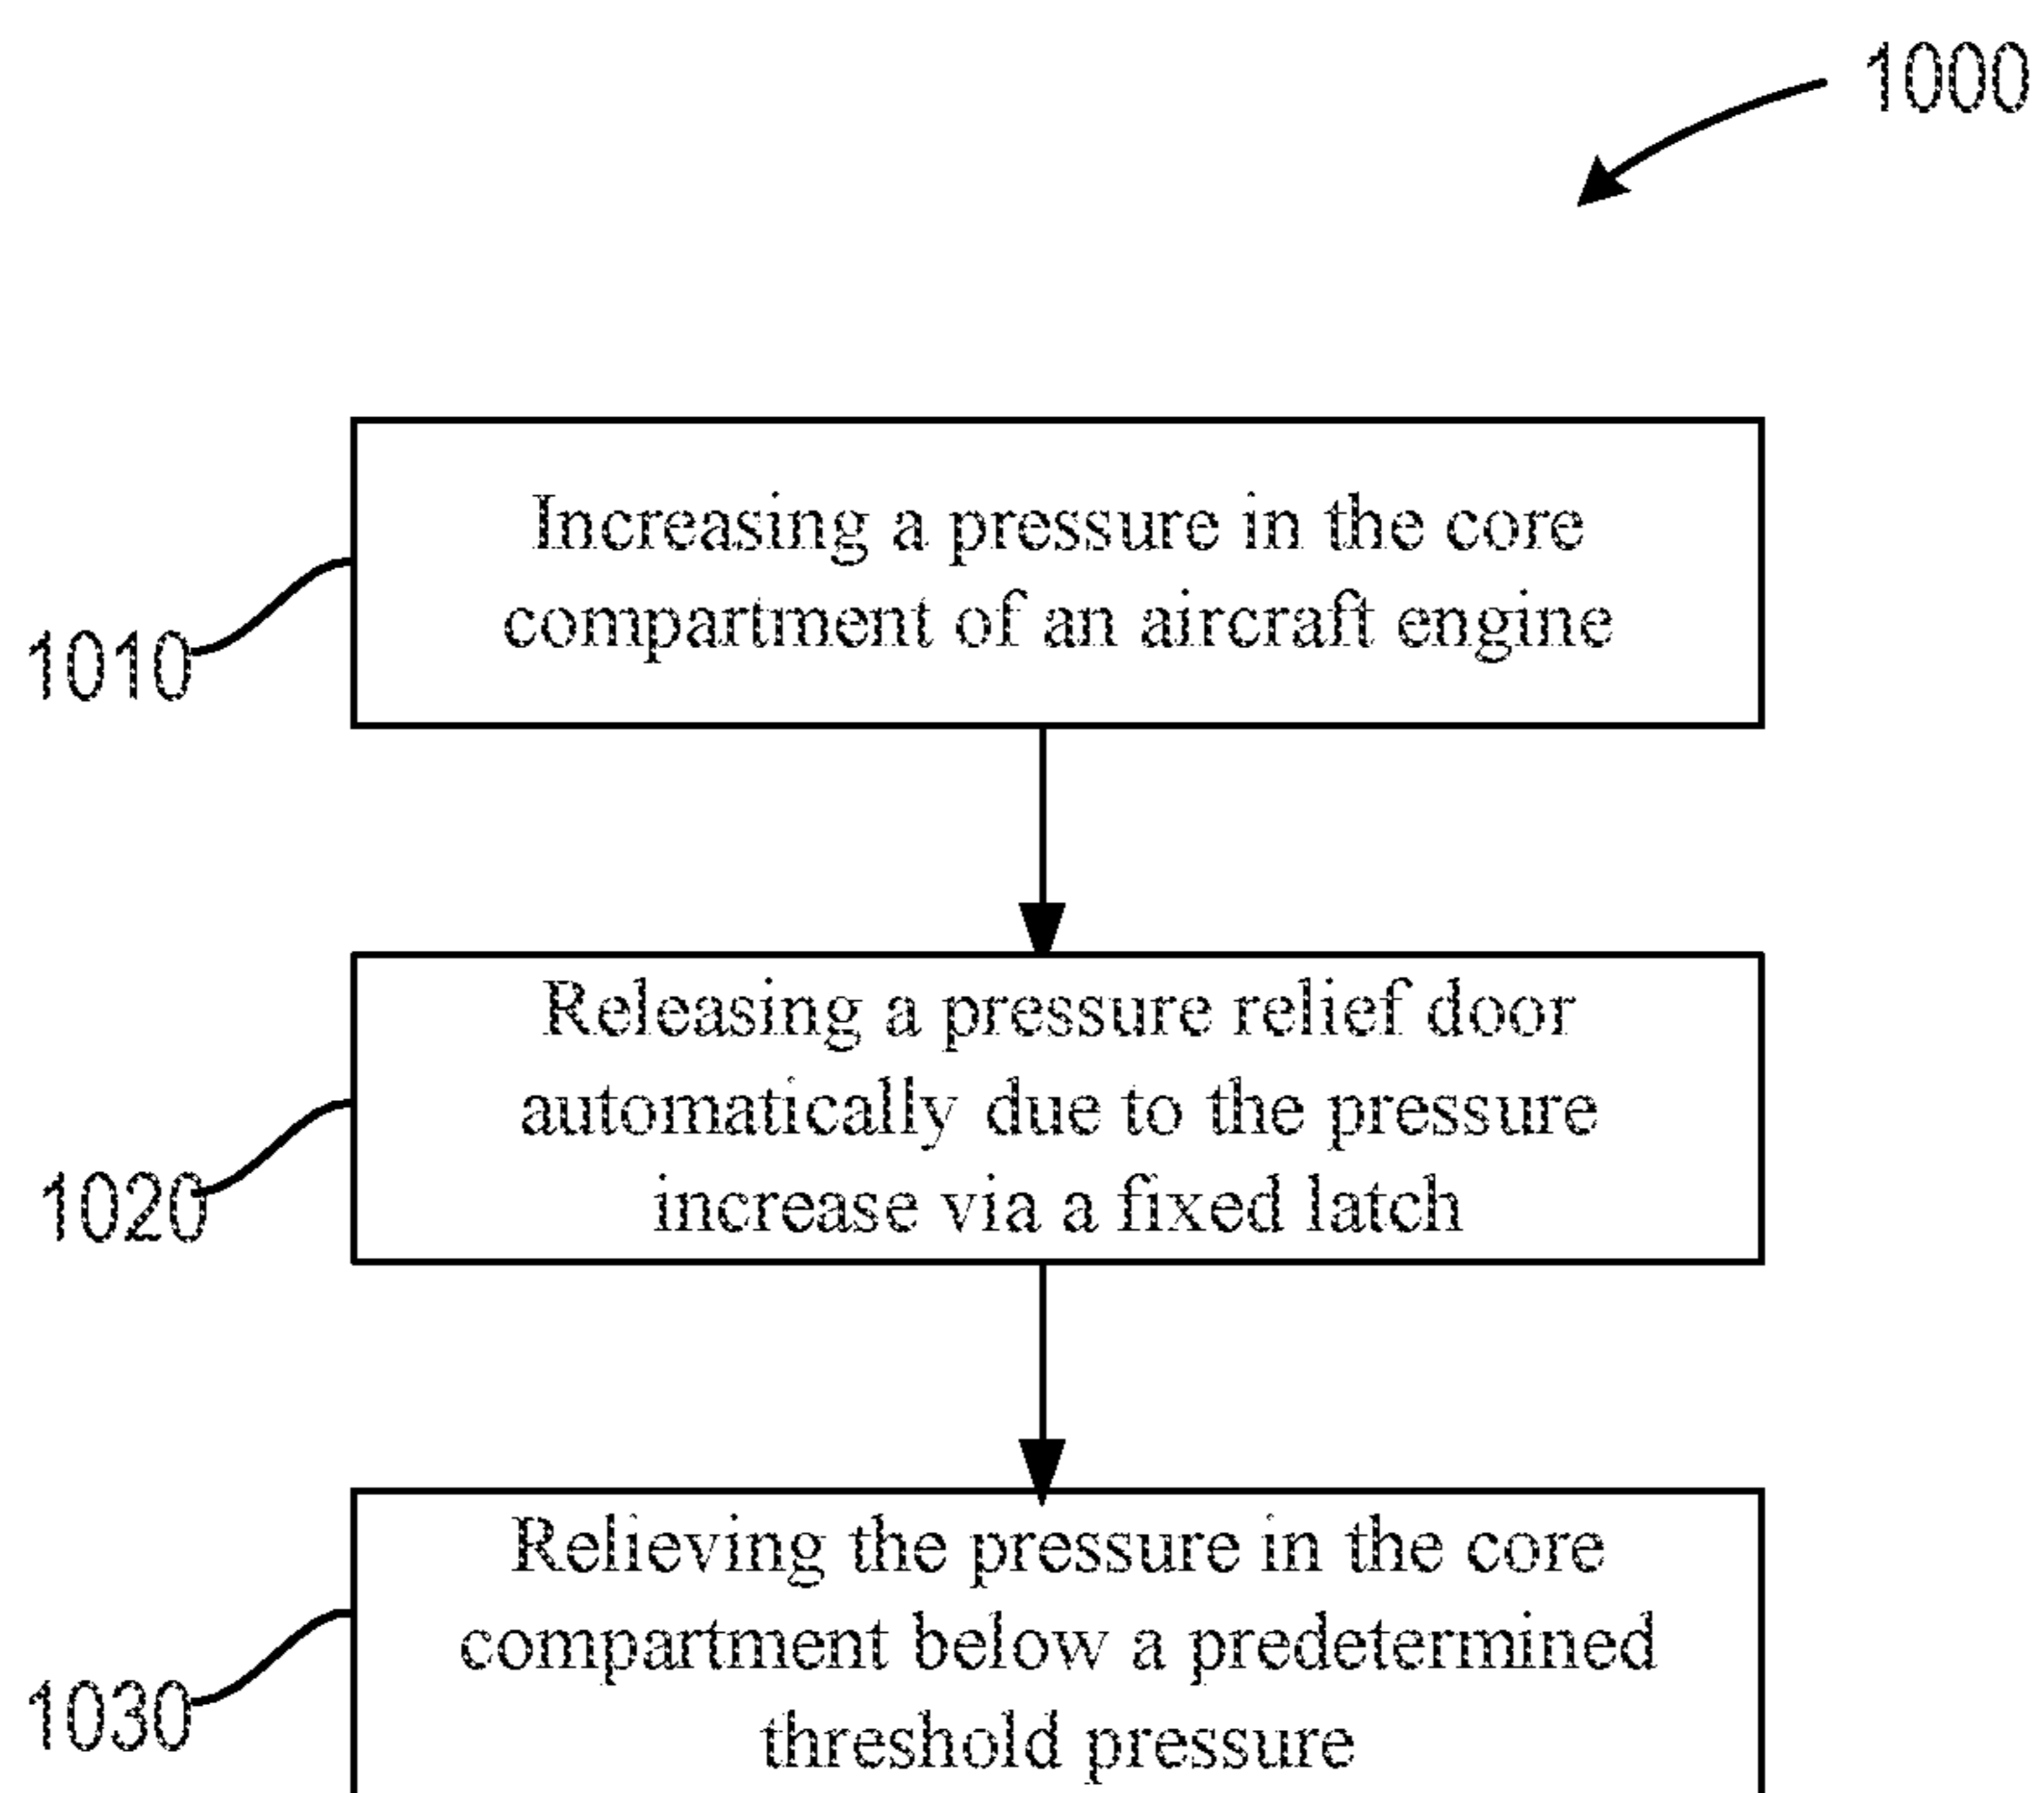 1000
Increasing a pressure in the core
compartment of an aircraft engine
1010
Releasing a pressure relief door
automatically due to the pressure
increase via a fixed latch
1020
Relieving the pressure in the core
compartment below a predetermined
threshold pressure
1030